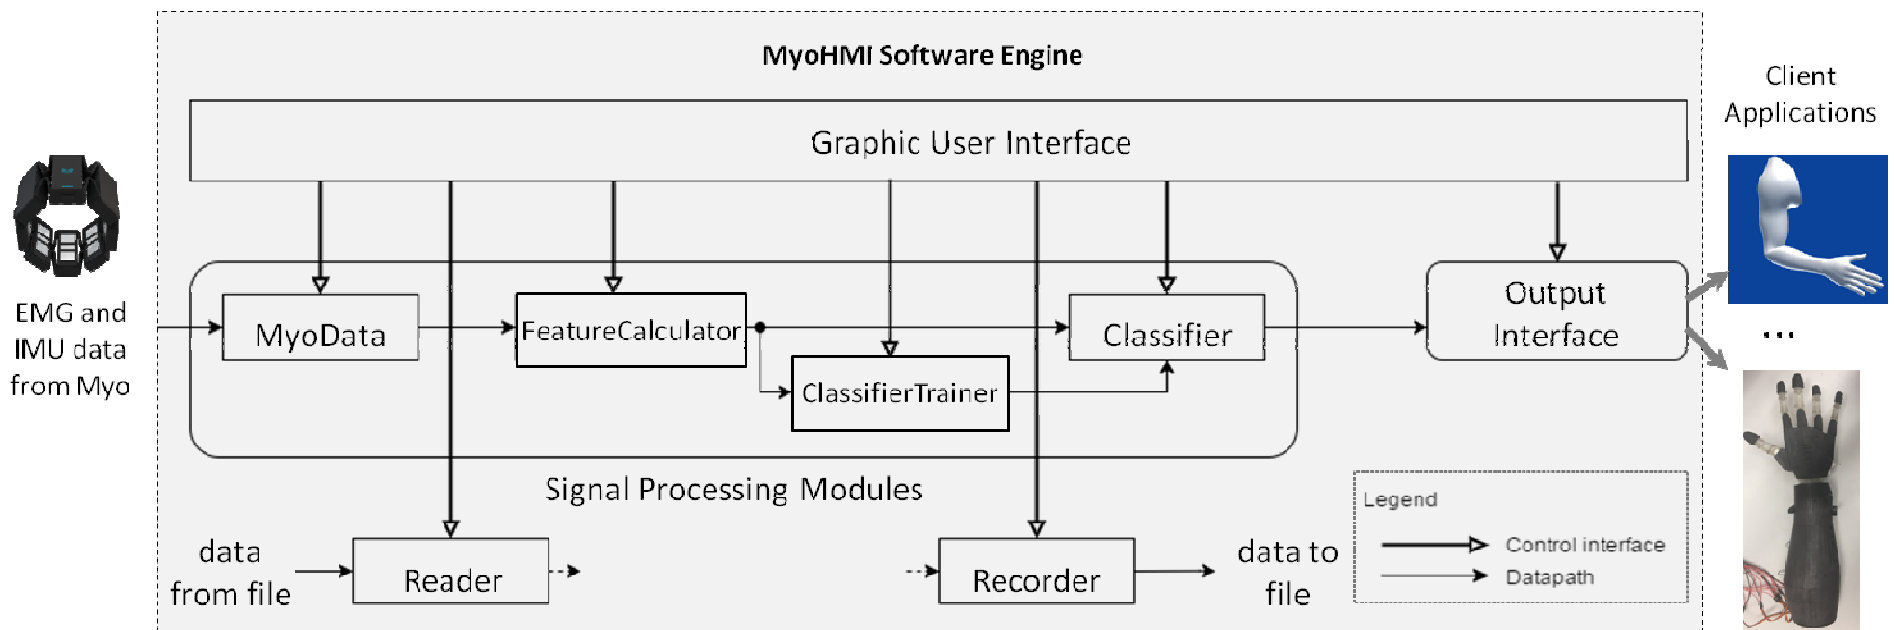 MyoHMI Software Engine
Client
Applications
Graphic User Interface
EMG and
IMU data
from Myo
MyoData
FeatureCalculator
ClassifierTrainer
Classifier
Output
Interface
...
Signal Processing Modules
data
from file
Reader
Recorder
data to
file
Legend
Control interface
Datapath